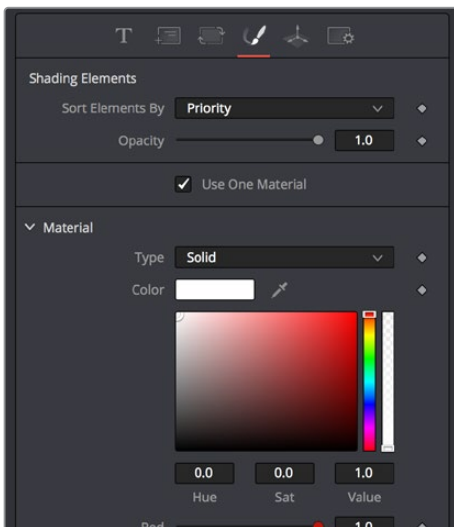 T
Shading Elements
Sort Elements By Priority
Opacity 1.0
Use One Material
Material
Type Solid
Color
0.0 0.0 1.0
Hue Sat Value
Red 1.0